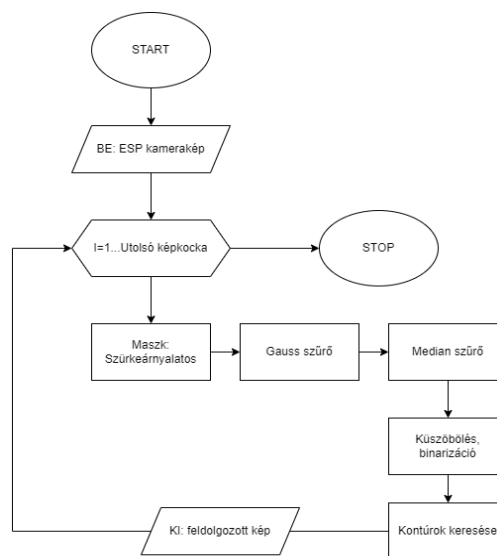 START
BE: ESP kamerakép
I=1...Utolsó képkocka
STOP
Maszk:
Szürkeárnyalatos
Gauss szűrő
Median szűrő
Küszöbölés,
binarizáció
Kontúrok keresése
KI: feldolgozott kép